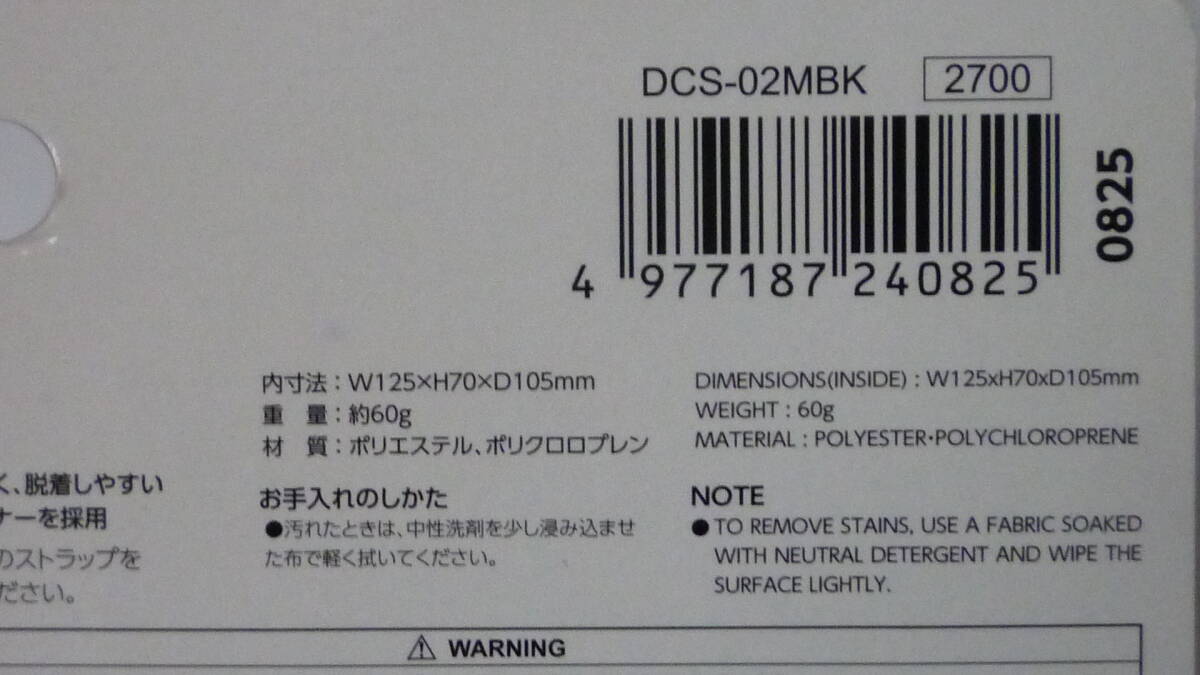 DCS-02MBK 2700
4 977187 240825
0825
内寸法：W125×H70×D105mm
重　量：約60g
材　質：ポリエステル、ポリクロロプレン
DIMENSIONS(INSIDE) : W125xH70xD105mm
WEIGHT : 60g
MATERIAL : POLYESTER・POLYCHLOROPRENE
く、脱着しやすい
ナーを採用
のストラップを
ださい。
お手入れのしかた
●汚れたときは、中性洗剤を少し浸み込ませ
た布で軽く拭いてください。
NOTE
●TO REMOVE STAINS, USE A FABRIC SOAKED
WITH NEUTRAL DETERGENT AND WIPE THE
SURFACE LIGHTLY.
⚠ WARNING